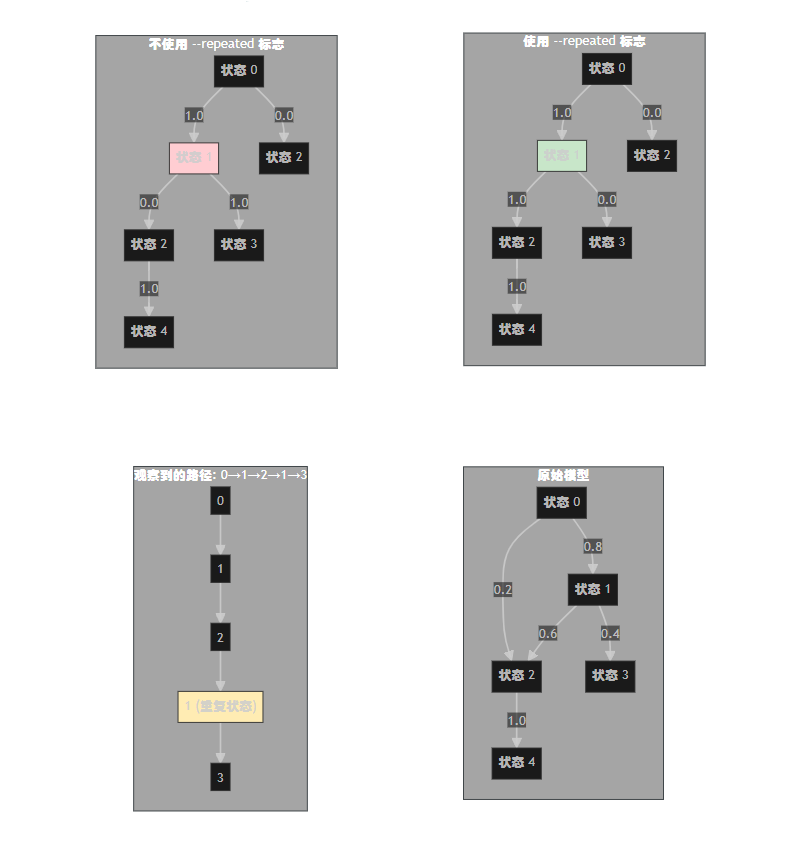 不使用 --repeated 标志
状态 0
1.0
0.0
状态 1
状态 2
0.0
1.0
状态 2
状态 3
1.0
状态 4
使用 --repeated 标志
状态 0
1.0
0.0
状态 1
状态 2
1.0
0.0
状态 2
状态 3
1.0
状态 4
观察到的路径: 0→1→2→1→3
0
1
2
1 (重复状态)
3
原始模型
状态 0
0.8
状态 1
0.2
0.6
0.4
状态 2
状态 3
1.0
状态 4